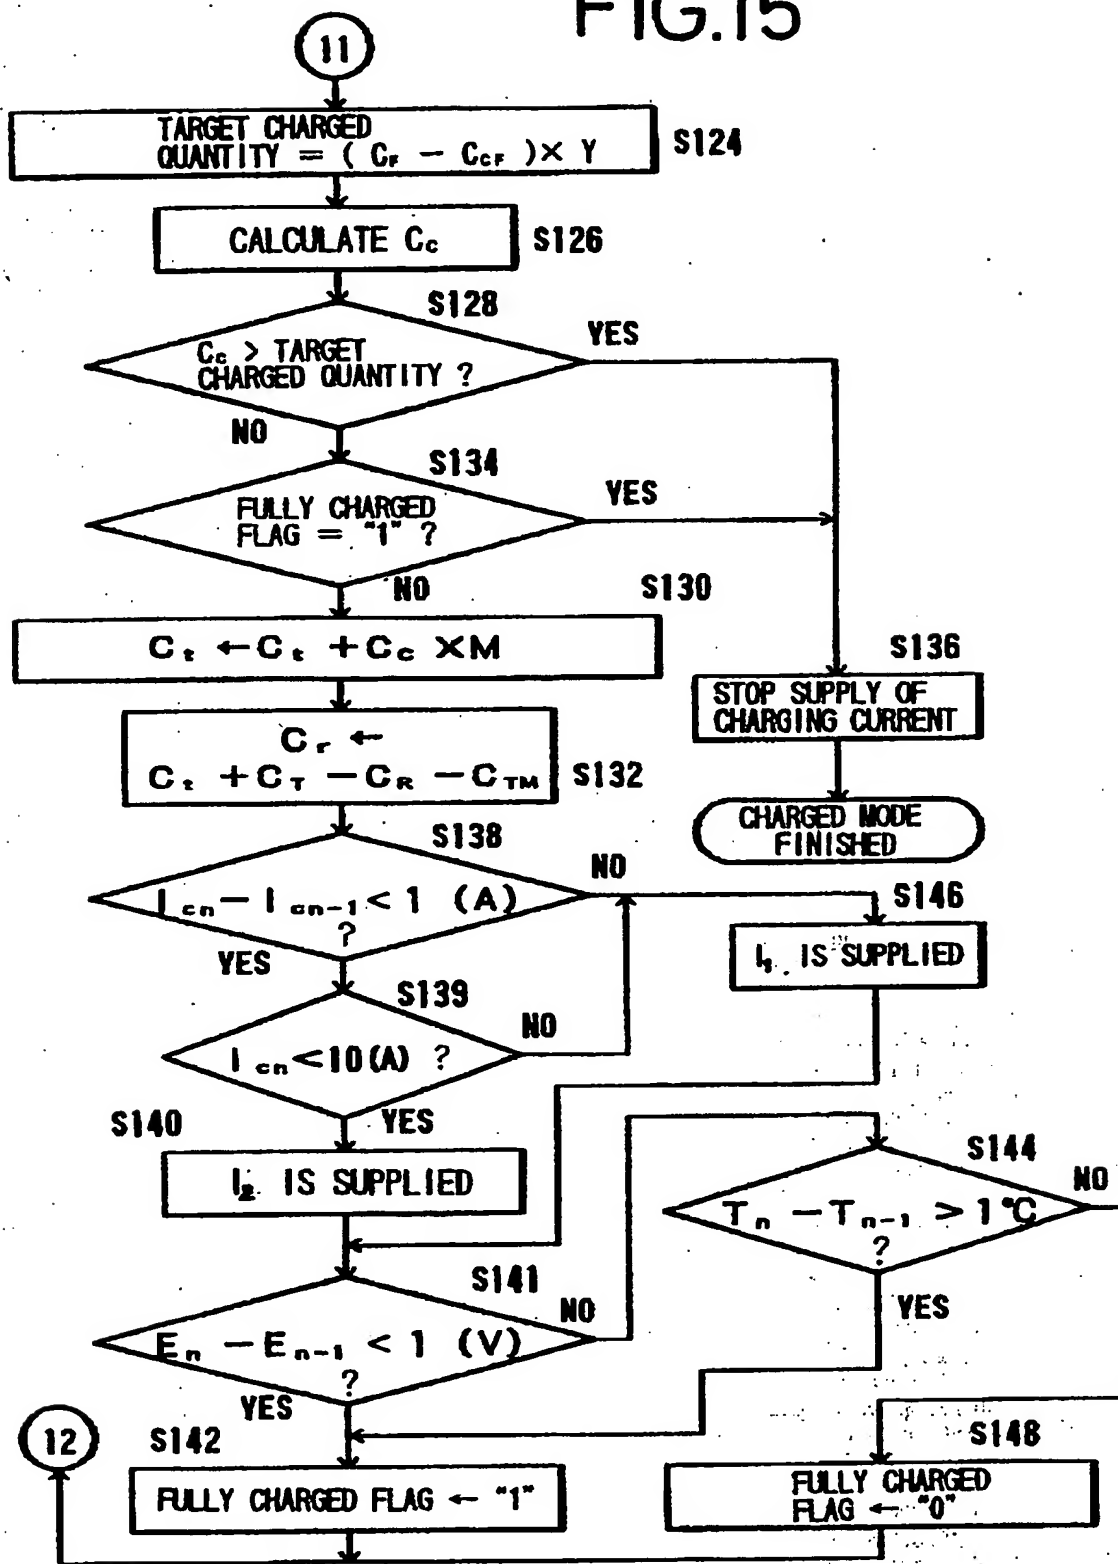 FIG.15
11
TARGET CHARGED
QUANTITY = ( C_F − C_CF ) × Y
S124
CALCULATE C_c
S126
S128
C_c > TARGET
CHARGED QUANTITY ?
YES
NO
S134
FULLY CHARGED
FLAG = "1" ?
YES
NO
S130
C_t ← C_t + C_c × M
S136
STOP SUPPLY OF
CHARGING CURRENT
C_r ←
C_t + C_T − C_R − C_TM
S132
CHARGED MODE
FINISHED
S138
I_cn − I_cn-1 < 1 (A)
?
NO
YES
S146
I_1 IS SUPPLIED
S139
I_cn < 10 (A) ?
NO
YES
S140
I_2 IS SUPPLIED
S144
T_n − T_n-1 > 1°C
?
NO
YES
S141
E_n − E_n-1 < 1 (V)
?
NO
YES
12
S142
FULLY CHARGED FLAG ← "1"
S148
FULLY CHARGED
FLAG ← "0"